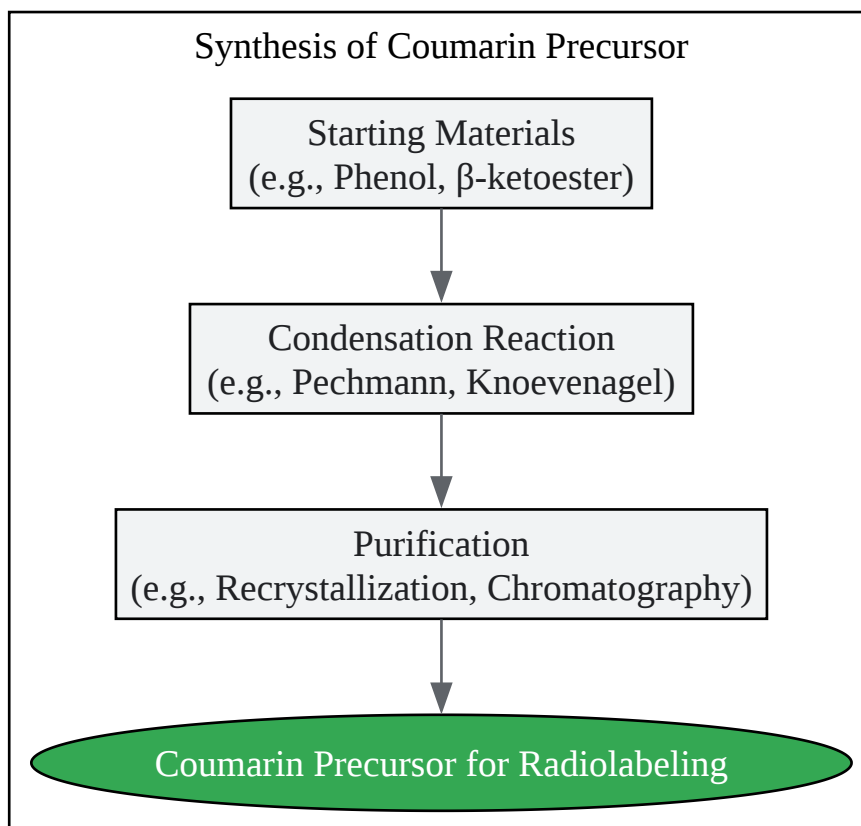 Synthesis of Coumarin Precursor
Starting Materials
(e.g., Phenol, β-ketoester)
Condensation Reaction
(e.g., Pechmann, Knoevenagel)
Purification
(e.g., Recrystallization, Chromatography)
Coumarin Precursor for Radiolabeling